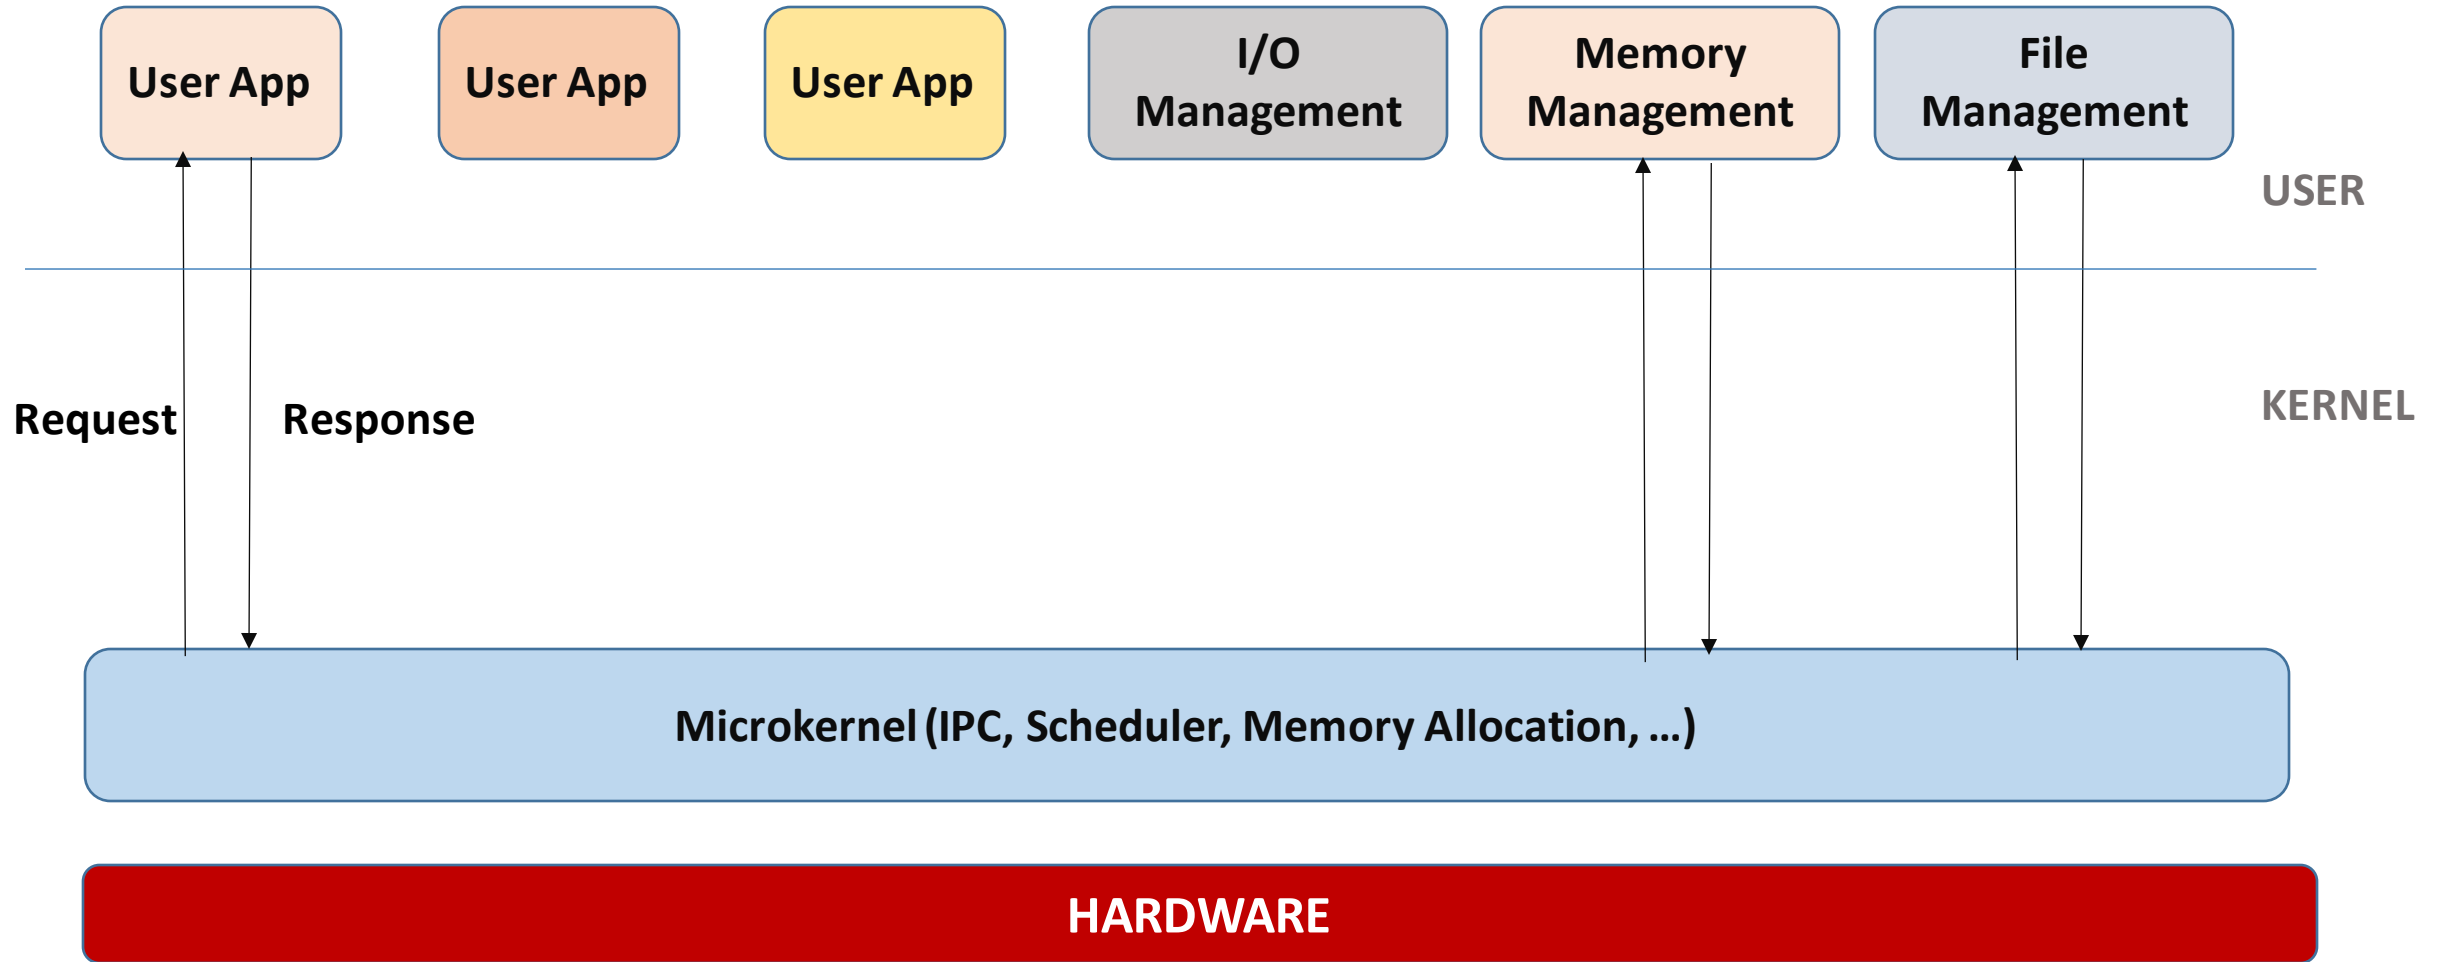 User App
User App
User App
I/O
Management
Memory
Management
File
Management
USER
Request
Response
KERNEL
Microkernel (IPC, Scheduler, Memory Allocation, ...)
HARDWARE